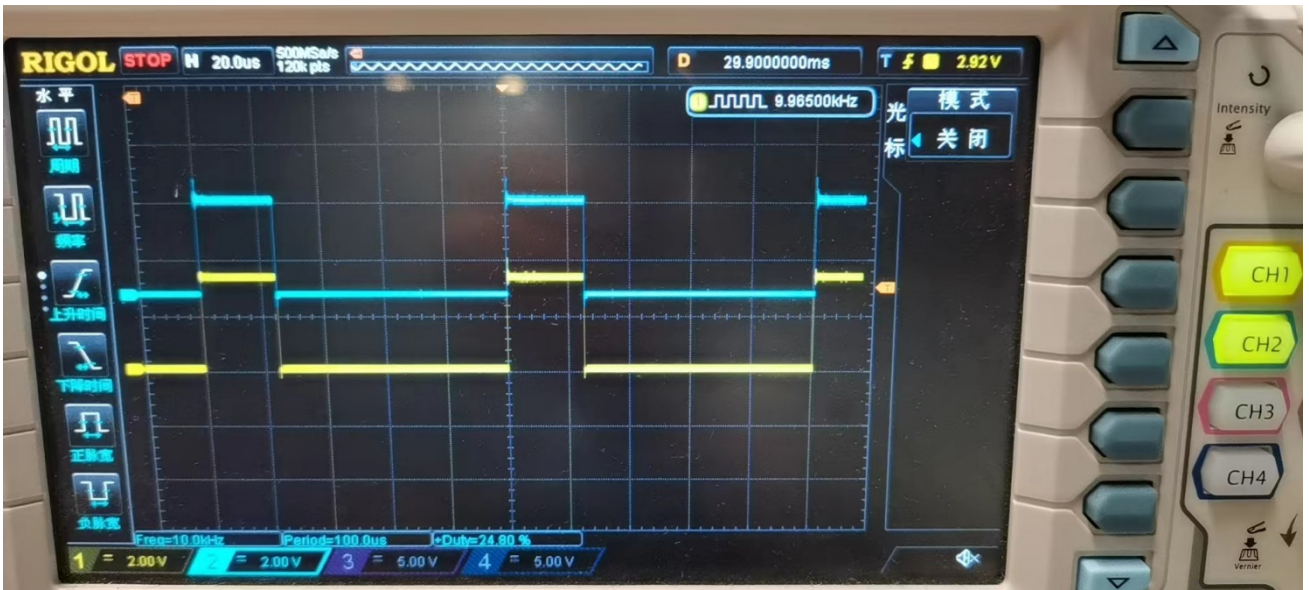 RIGOL STOP H 20.0us 500MSa/s 120k pts D 29.9000000ms T 2.92V
水平
周期
频率
上升时间
下降时间
正脉宽
负脉宽
T
1 9.96500kHz
光标
模式
关闭
T
Freq=10.0kHz Period=100.0us +Duty=24.80 %
1 = 2.00V 2 = 2.00V 3 = 5.00V 4 = 5.00V
Intensity
CH1
CH2
CH3
CH4
Vernier